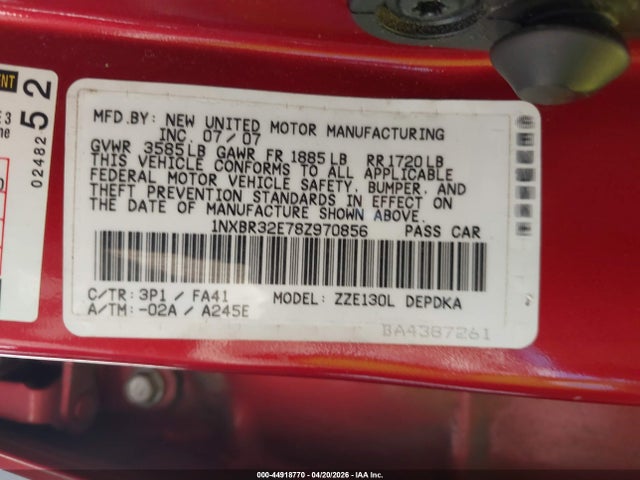 MFD.BY: NEW UNITED MOTOR MANUFACTURING
INC. 07/07
GVWR 3585LB GAWR FR 1885LB RR1720LB
THIS VEHICLE CONFORMS TO ALL APPLICABLE
FEDERAL MOTOR VEHICLE SAFETY, BUMPER, AND
THEFT PREVENTION STANDARDS IN EFFECT ON
THE DATE OF MANUFACTURE SHOWN ABOVE.
1NXBR32E78Z970856 PASS CAR
C/TR: 3P1 / FA41 MODEL: ZZE130L DEPDKA
A/TM: -02A / A245E
BA4387261
02482 52
000-44918770 - 04/20/2026 - IAA Inc.